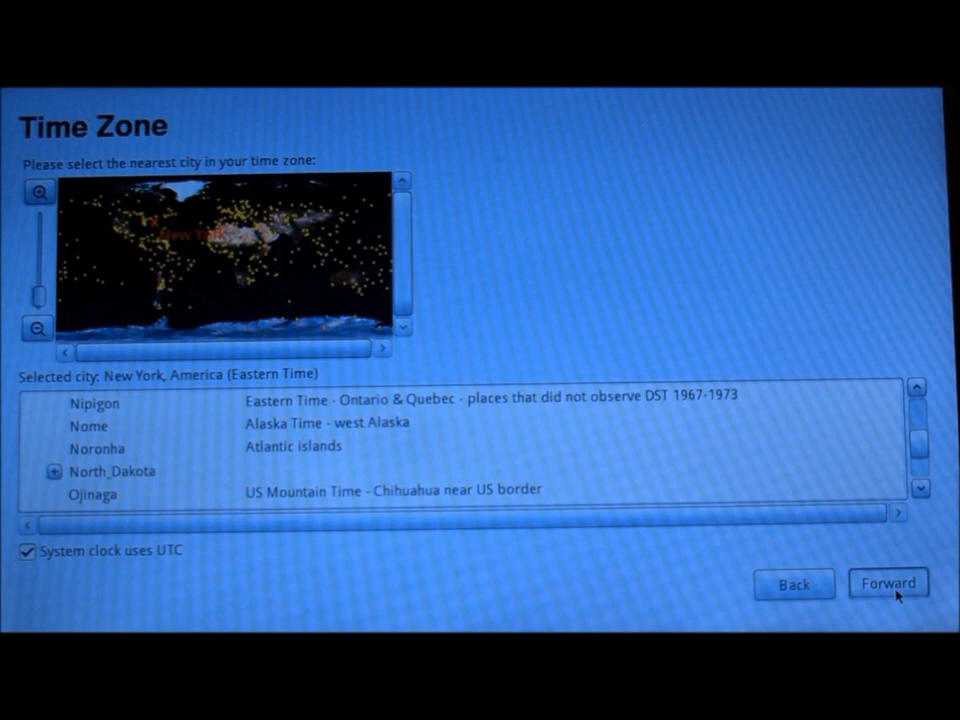 Time Zone
Please select the nearest city in your time zone:
New York
Selected city: New York, America (Eastern Time)
Nipigon Eastern Time - Ontario & Quebec - places that did not observe DST 1967-1973
Nome Alaska Time - west Alaska
Noronha Atlantic islands
North_Dakota
Ojinaga US Mountain Time - Chihuahua near US border
System clock uses UTC
Back Forward